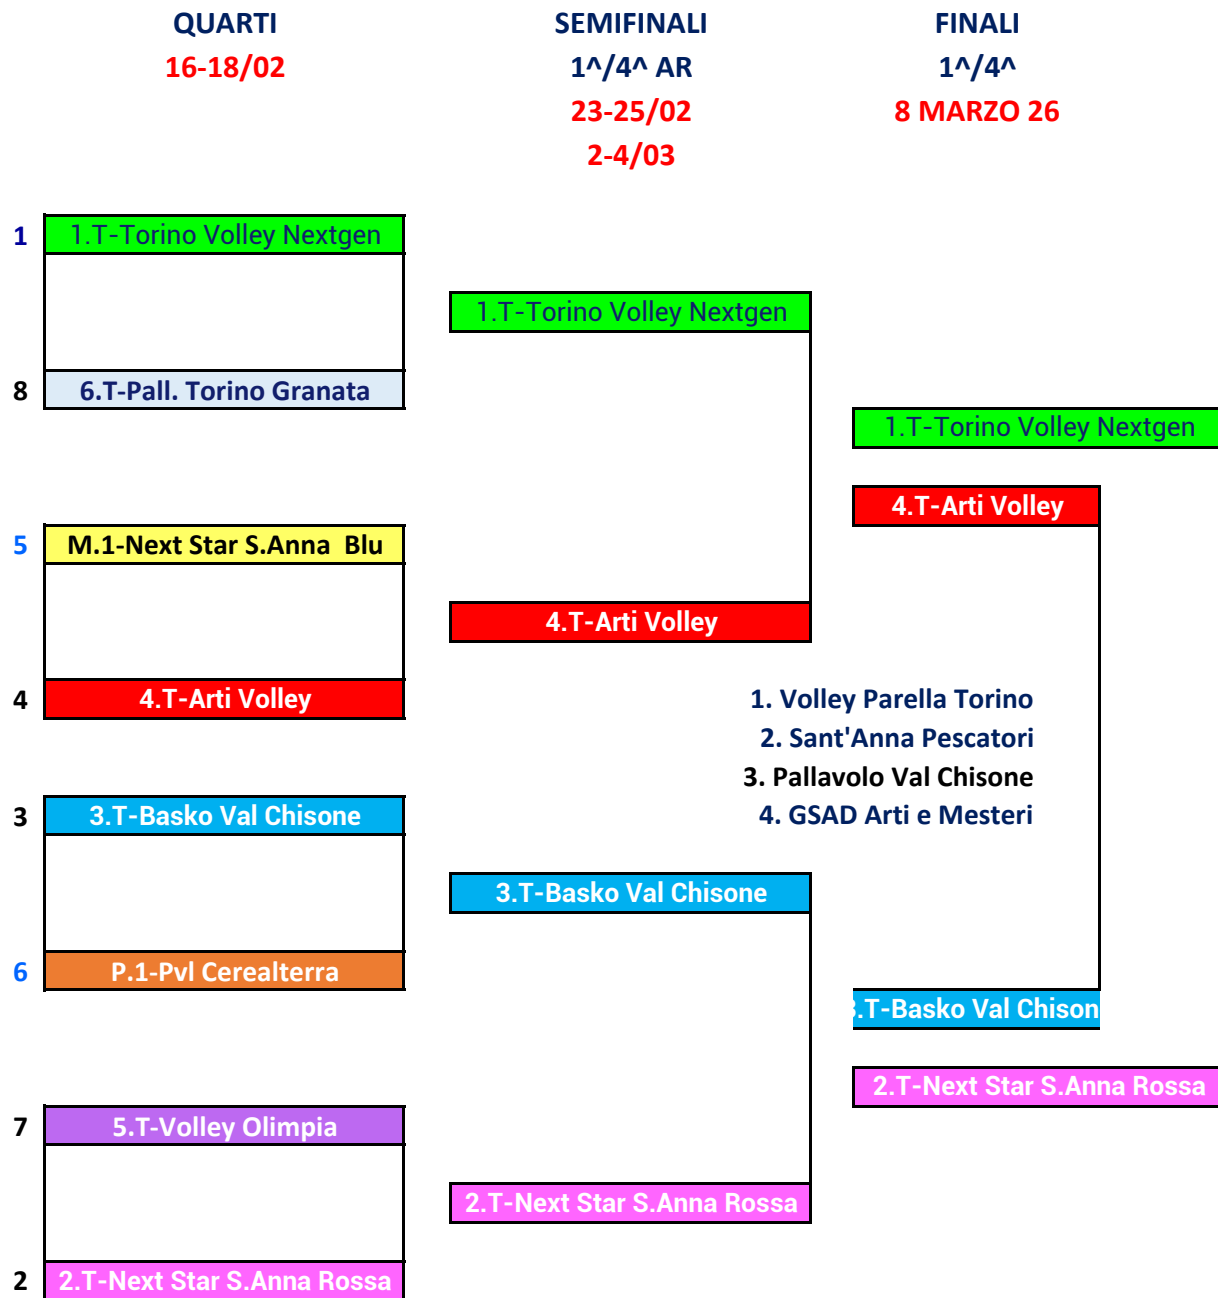 QUARTI
16-18/02
SEMIFINALI
1^/4^ AR
23-25/02
2-4/03
FINALI
1^/4^
8 MARZO 26
1 1.T-Torino Volley Nextgen
8 6.T-Pall. Torino Granata
5 M.1-Next Star S.Anna  Blu
4 4.T-Arti Volley
3 3.T-Basko Val Chisone
6 P.1-Pvl Cerealterra
7 5.T-Volley Olimpia
2 2.T-Next Star S.Anna Rossa
1.T-Torino Volley Nextgen
4.T-Arti Volley
3.T-Basko Val Chisone
2.T-Next Star S.Anna Rossa
1.T-Torino Volley Nextgen
4.T-Arti Volley
1. Volley Parella Torino
2. Sant'Anna Pescatori
3. Pallavolo Val Chisone
4. GSAD Arti e Mesteri
3.T-Basko Val Chison
2.T-Next Star S.Anna Rossa